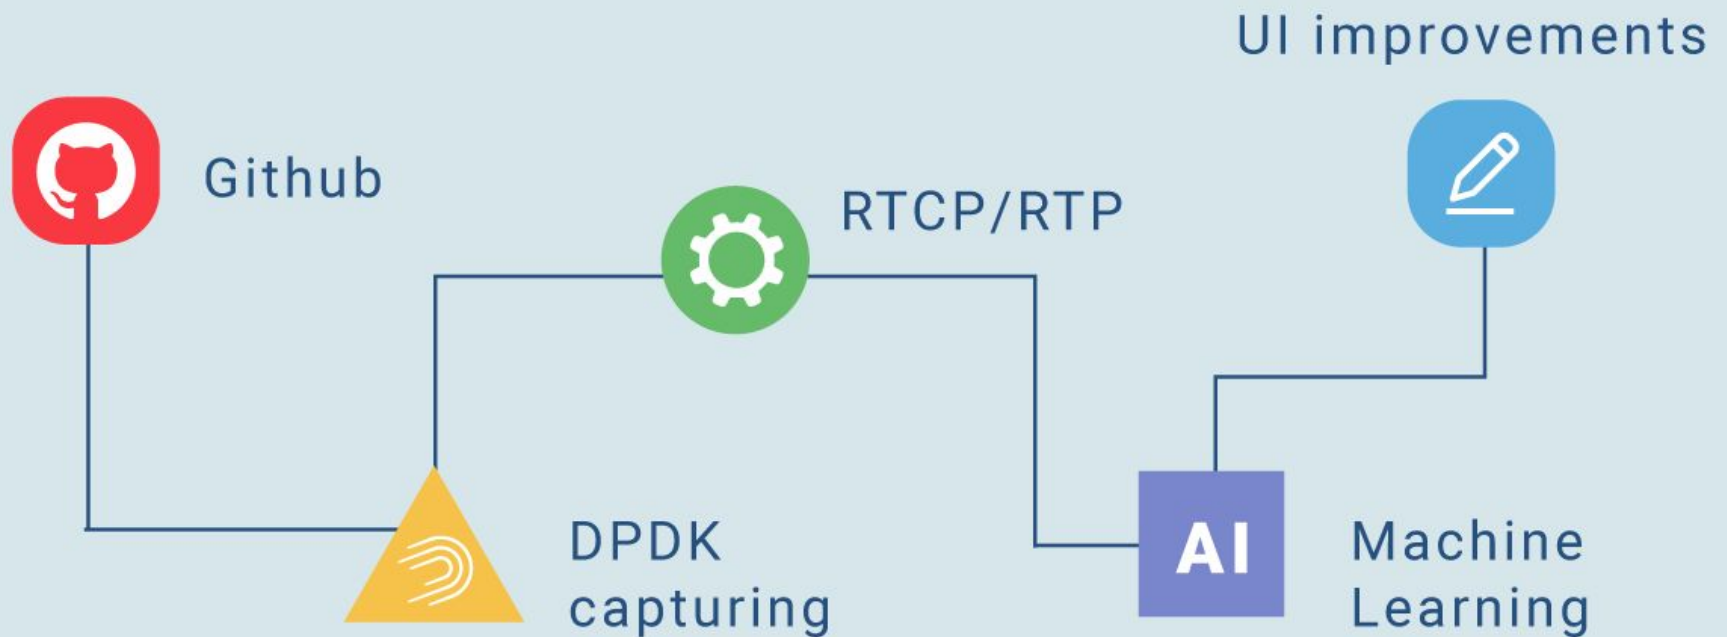 UI improvements
Github
RTCP/RTP
DPDK
capturing
AI
Machine
Learning